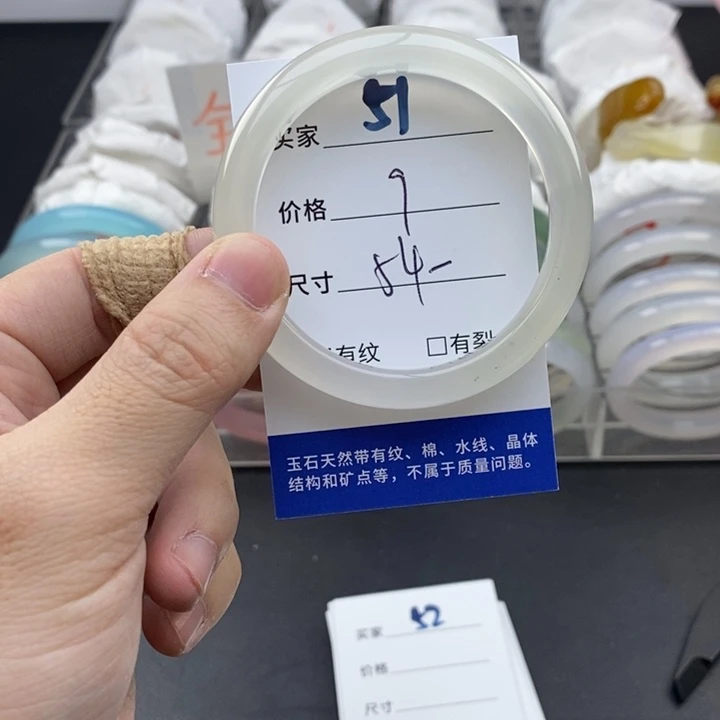 全
买家 51
价格 9
尺寸 54-
有纹 □有裂
玉石天然带有纹、棉、水线、晶体
结构和矿点等，不属于质量问题。
买家 52
价格
尺寸